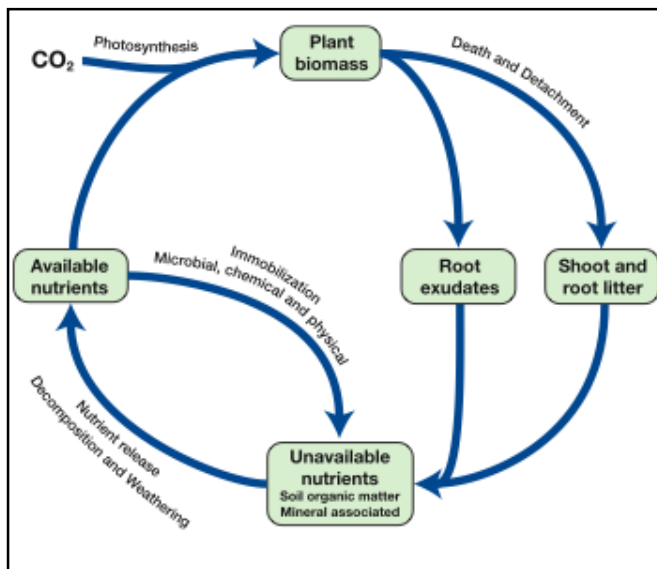 Photosynthesis
CO₂
Plant
biomass
Death and Detachment
Available
nutrients
Immobilization
Microbial, chemical and physical
Root
exudates
Shoot and
root litter
Nutrient release
Decomposition and Weathering
Unavailable
nutrients
Soil organic matter
Mineral associated